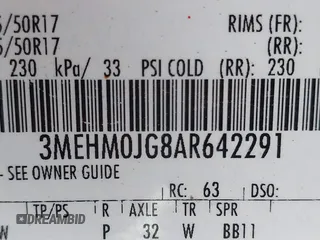 5/50R17 RIMS (FR):
5/50R17 (RR):
230 kPa/ 33 PSI COLD (RR): 230
3MEHM0JG8AR642291
- SEE OWNER GUIDE
RC: 63 DSO:
TP/PS R AXLE TR SPR
W P 32 W BB11
DREAMBID